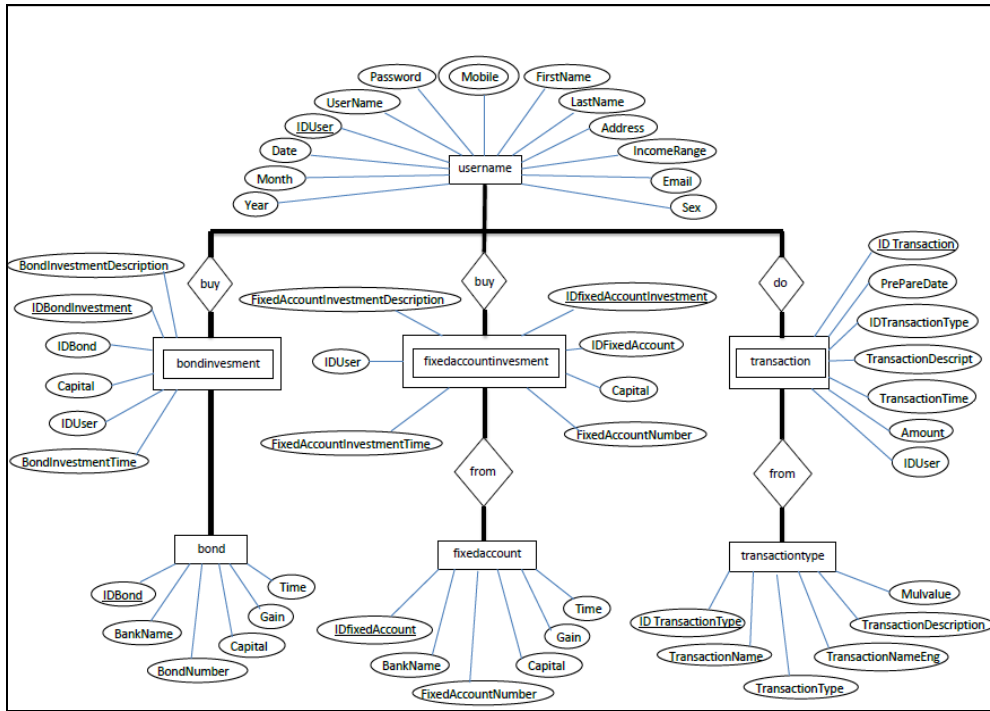 Password
Mobile
FirstName
UserName
LastName
IDUser
Address
Date
IncomeRange
username
Month
Email
Year
Sex
BondInvestmentDescription
buy
FixedAccountInvestmentDescription
buy
IDfixedAccountInvestment
do
ID Transaction
PrePareDate
IDBondInvestment
IDTransactionType
IDBond
bondinvesment
IDUser
fixedaccountinvesment
IDFixedAccount
transaction
TransactionDescript
Capital
Capital
TransactionTime
IDUser
FixedAccountInvestmentTime
FixedAccountNumber
Amount
BondInvestmentTime
IDUser
from
from
bond
fixedaccount
transactiontype
Time
IDBond
Gain
BankName
Capital
BondNumber
Time
IDfixedAccount
Gain
BankName
Capital
FixedAccountNumber
Mulvalue
ID TransactionType
TransactionDescription
TransactionName
TransactionNameEng
TransactionType